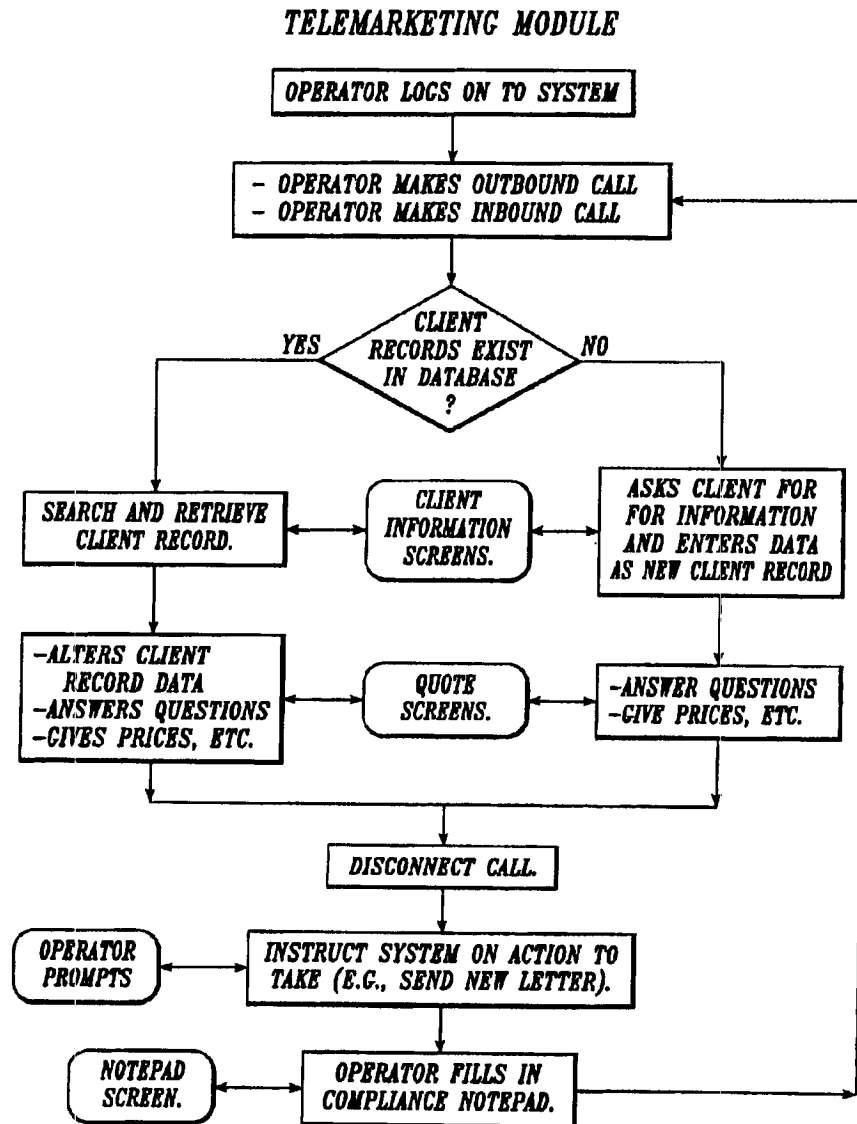 TELEMARKETING MODULE
OPERATOR LOGS ON TO SYSTEM
- OPERATOR MAKES OUTBOUND CALL
- OPERATOR MAKES INBOUND CALL
CLIENT
RECORDS EXIST
IN DATABASE
?
YES
NO
SEARCH AND RETRIEVE
CLIENT RECORD.
CLIENT
INFORMATION
SCREENS.
ASKS CLIENT FOR
FOR INFORMATION
AND ENTERS DATA
AS NEW CLIENT RECORD
-ALTERS CLIENT
RECORD DATA
-ANSWERS QUESTIONS
-GIVES PRICES, ETC.
QUOTE
SCREENS.
-ANSWER QUESTIONS
-GIVE PRICES, ETC.
DISCONNECT CALL.
OPERATOR
PROMPTS
INSTRUCT SYSTEM ON ACTION TO
TAKE (E.G., SEND NEW LETTER).
NOTEPAD
SCREEN.
OPERATOR FILLS IN
COMPLIANCE NOTEPAD.